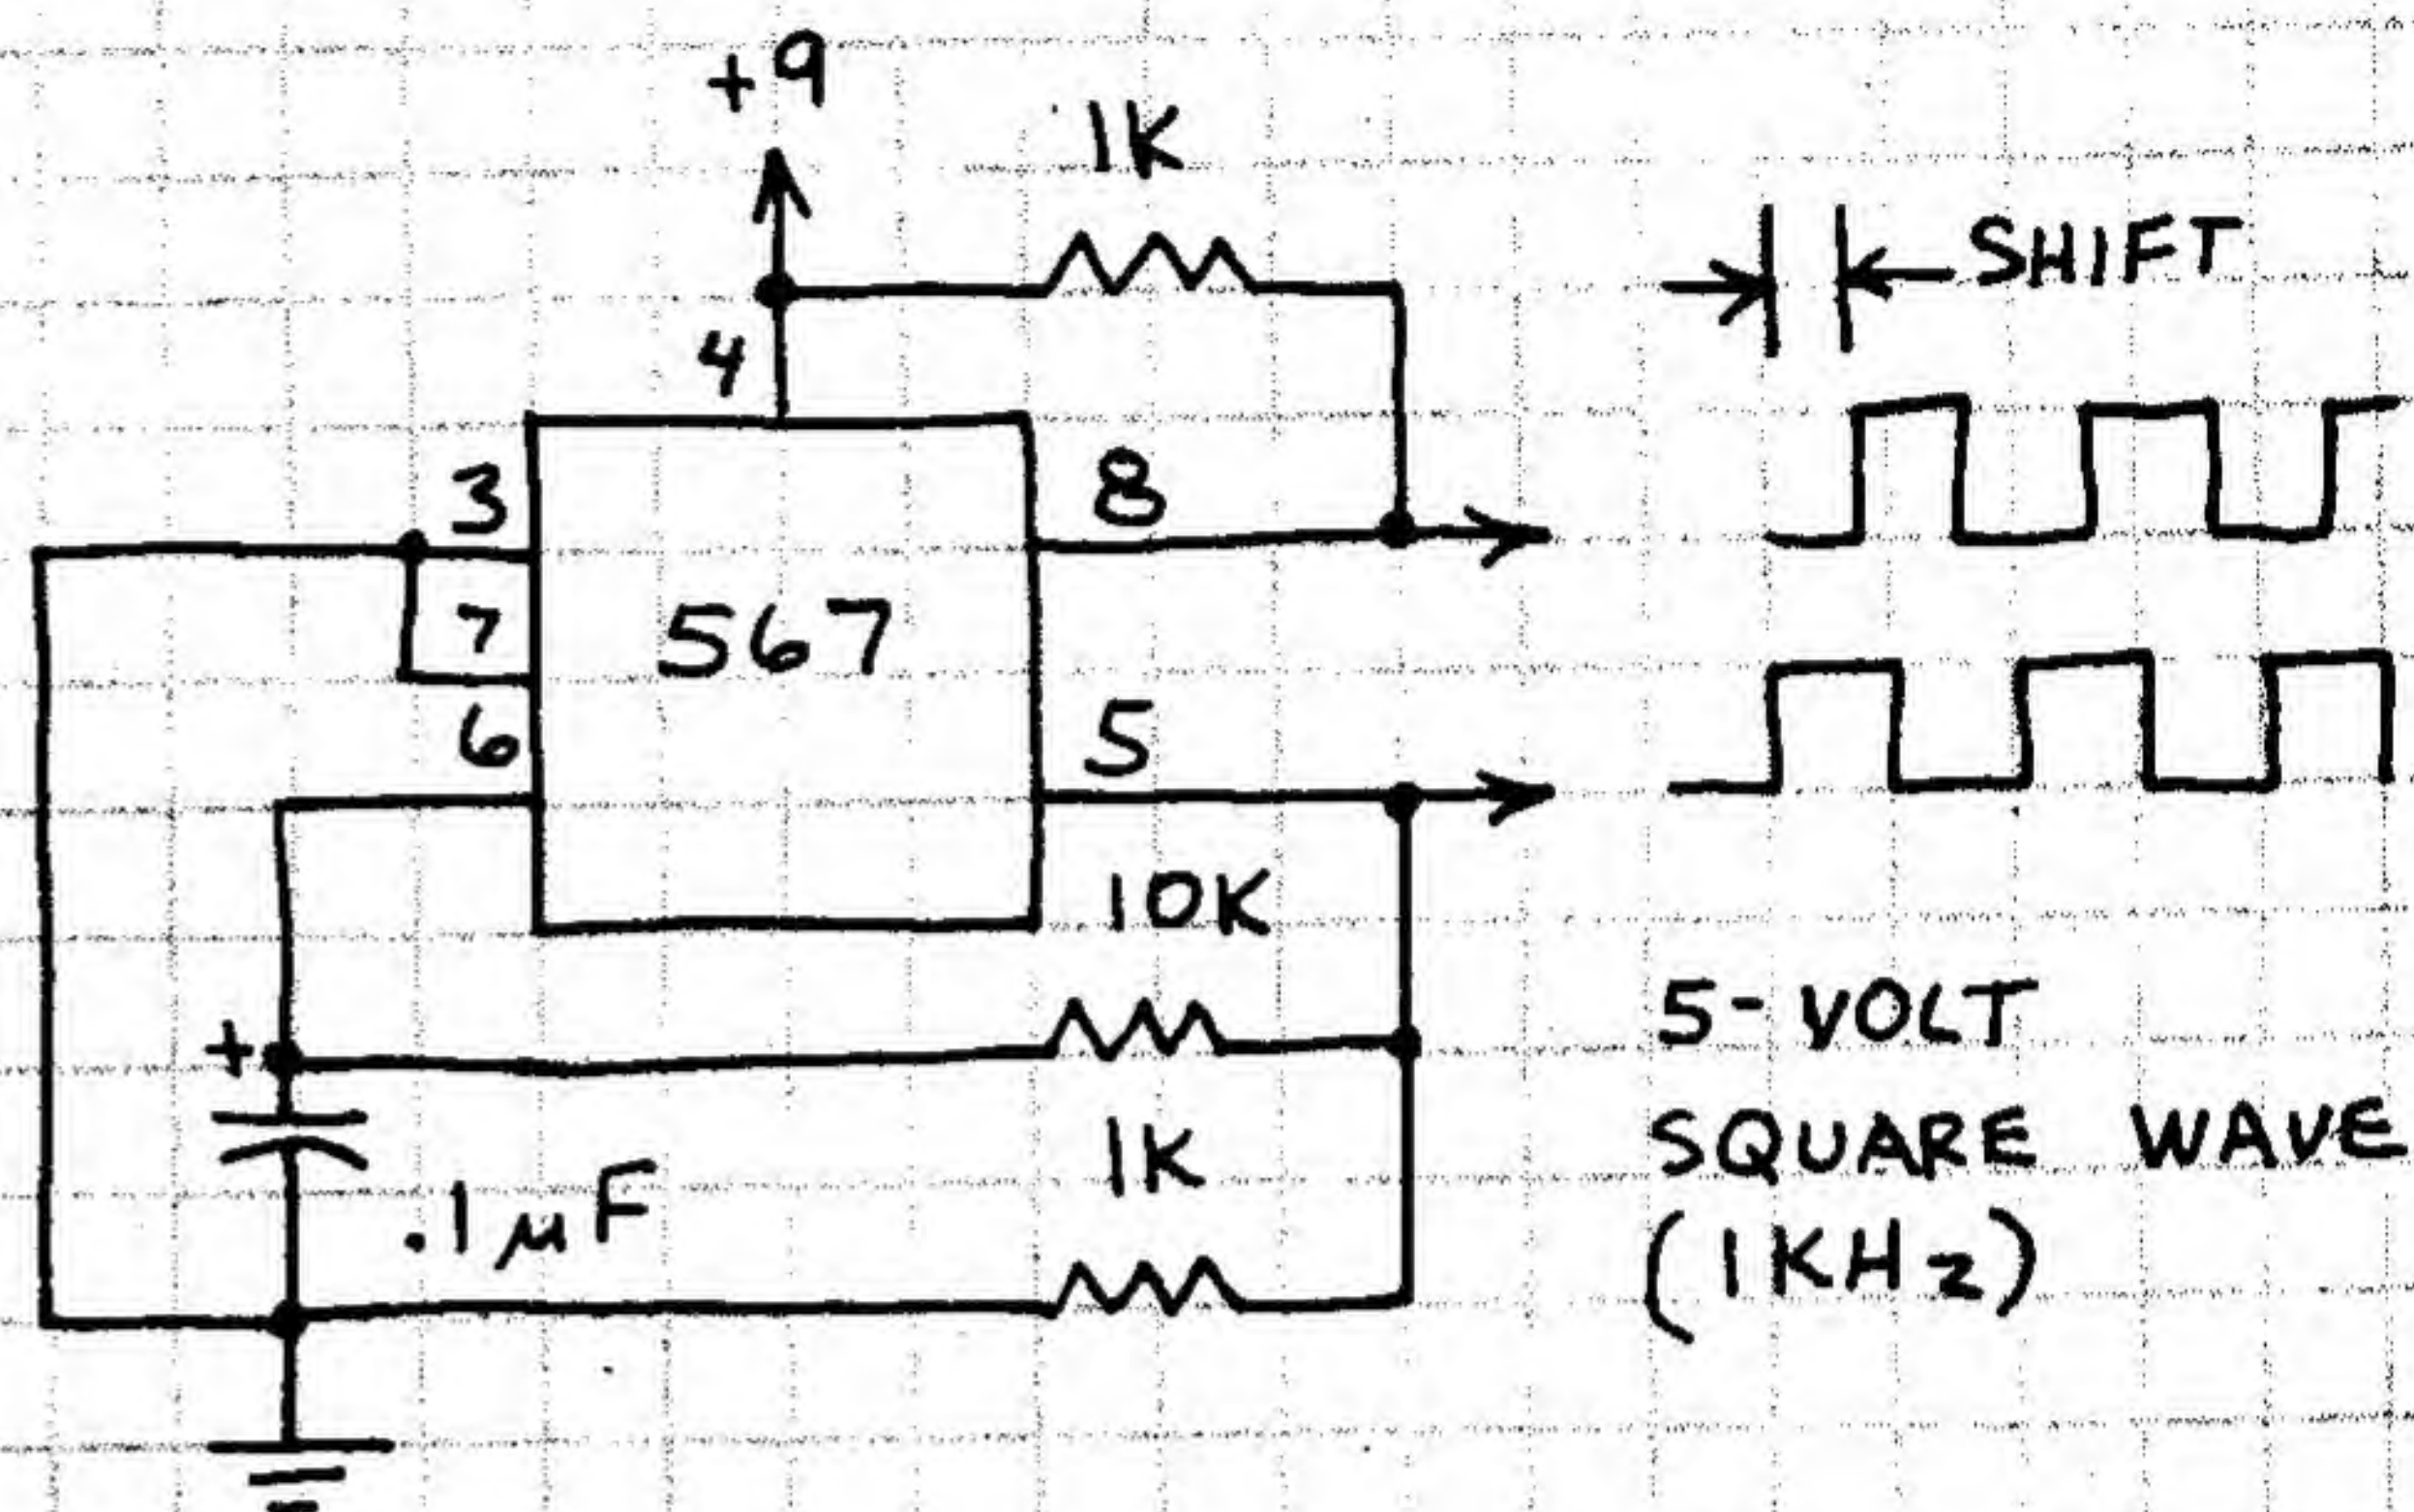 +9
1K
SHIFT
4
3
8
7
567
6
5
10K
5-VOLT
+
SQUARE WAVE
1K
.1µF
(1KHz)